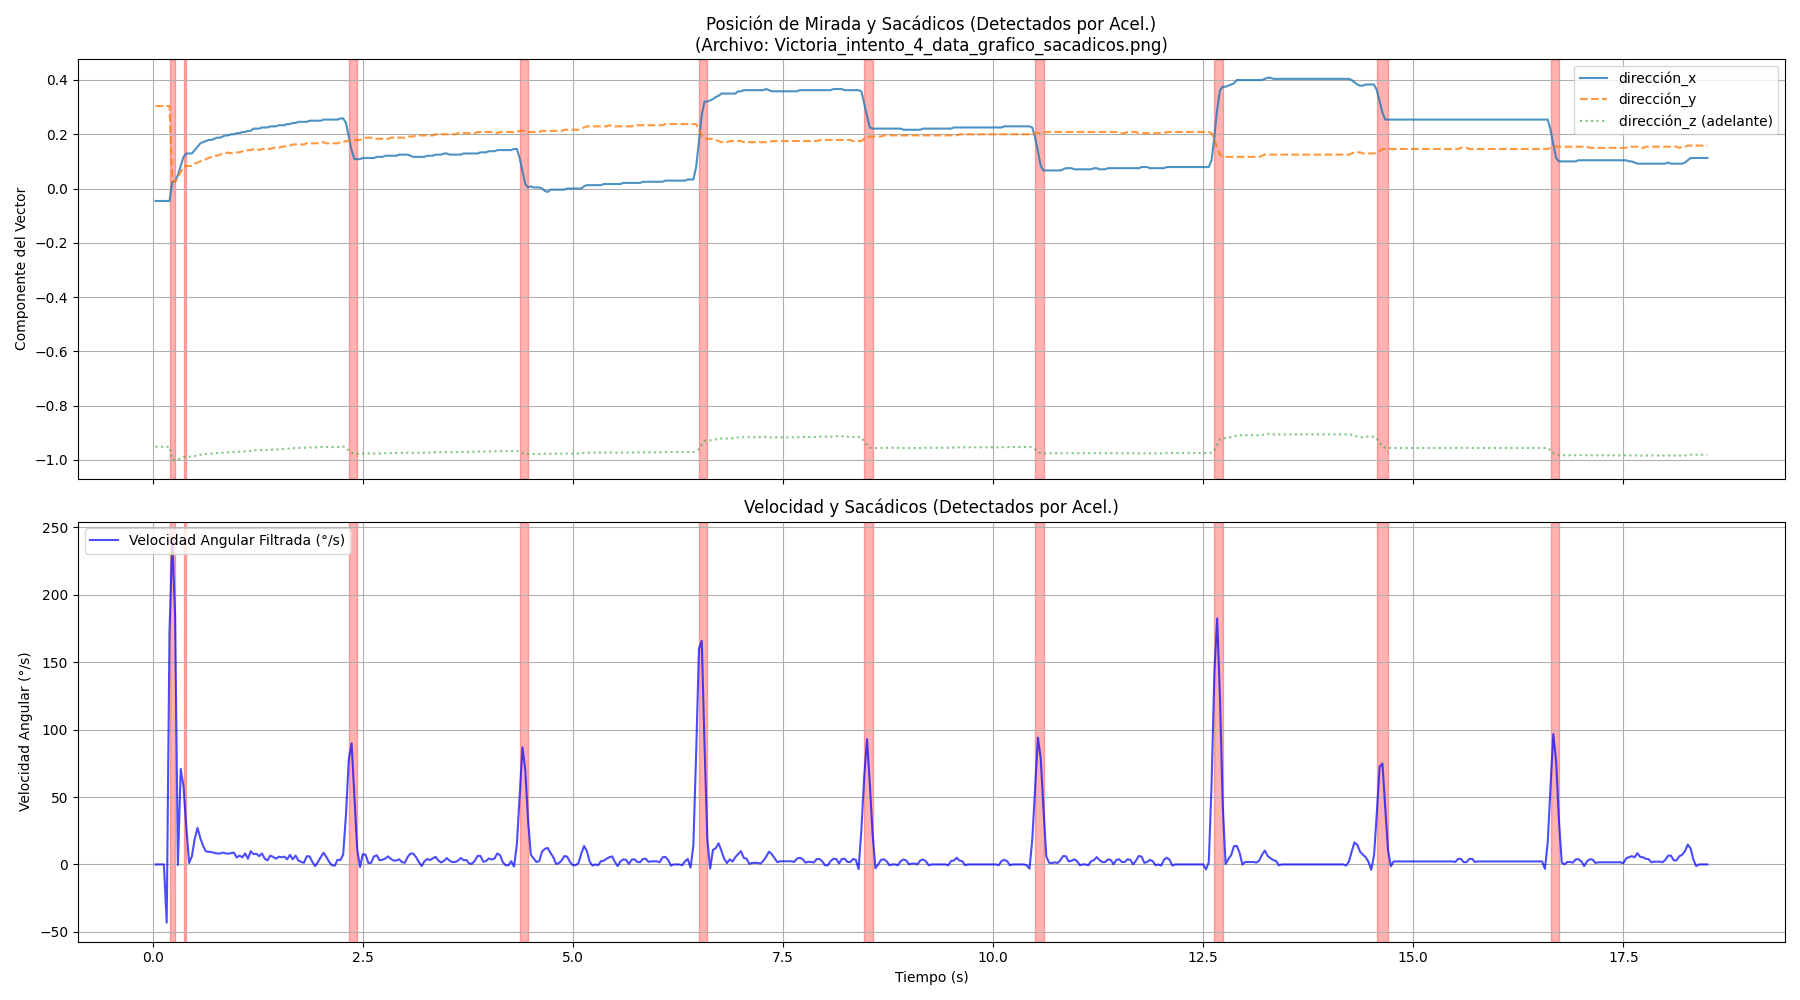 Posición de Mirada y Sacádicos (Detectados por Acel.)
(Archivo: Victoria_intento_4_data_grafico_sacadicos.png)
Componente del Vector
0.4
0.2
0.0
−0.2
−0.4
−0.6
−0.8
−1.0
dirección_x
dirección_y
dirección_z (adelante)
Velocidad y Sacádicos (Detectados por Acel.)
Velocidad Angular (°/s)
250
200
150
100
50
0
−50
Velocidad Angular Filtrada (°/s)
0.0 2.5 5.0 7.5 10.0 12.5 15.0 17.5
Tiempo (s)